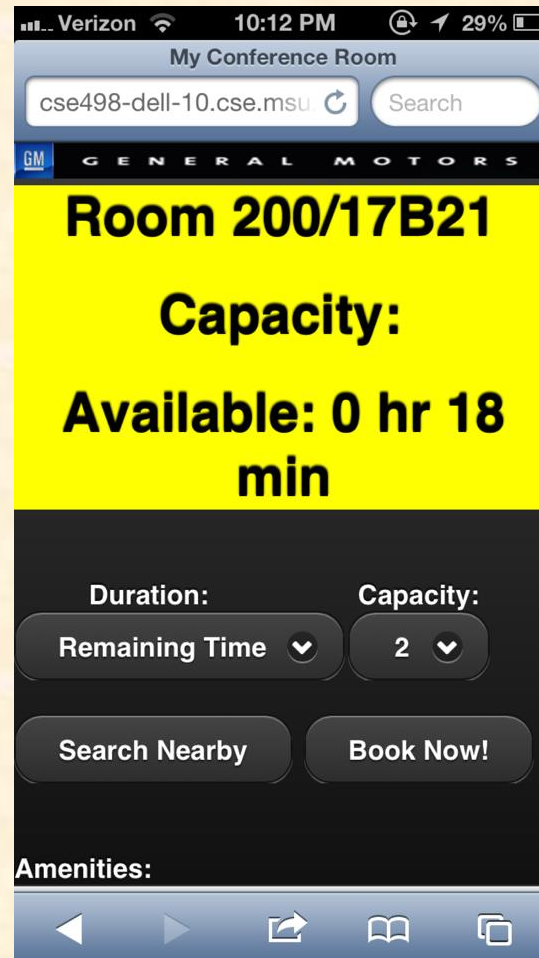 Verizon 10:12 PM 29%
My Conference Room
cse498-dell-10.cse.msu. Search
GM GENERAL MOTORS
Room 200/17B21
Capacity:
Available: 0 hr 18
min
Duration: Capacity:
Remaining Time 2
Search Nearby Book Now!
Amenities: